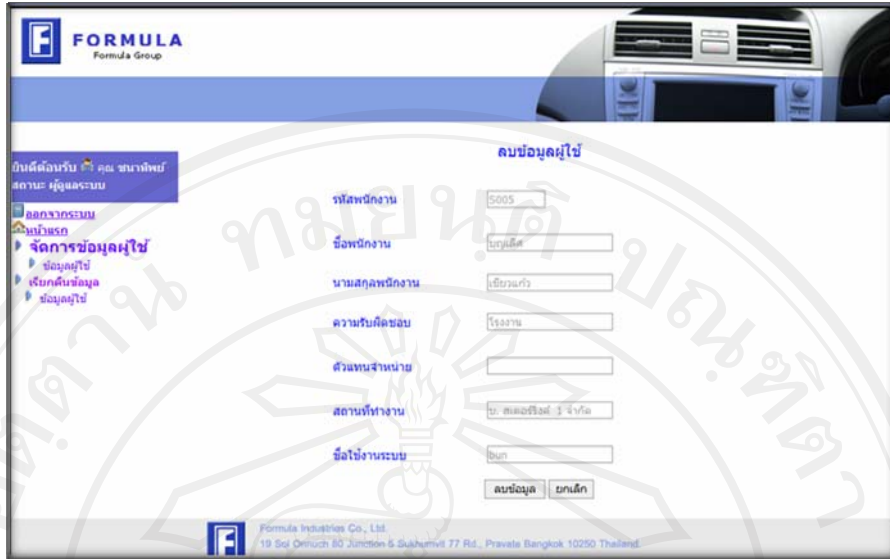 FORMULA
Formula Group
ยินดีต้อนรับ คุณ ชนาทิพย์
สถานะ ผู้ดูแลระบบ
ออกจากระบบ
หน้าแรก
จัดการข้อมูลผู้ใช้
ข้อมูลผู้ใช้
เรียกคืนข้อมูล
ข้อมูลผู้ใช้
ลบข้อมูลผู้ใช้
รหัสพนักงาน S005
ชื่อพนักงาน บุญเลิศ
นามสกุลพนักงาน เขียวแก้ว
ความรับผิดชอบ โรงงาน
ตัวแทนจำหน่าย
สถานที่ทำงาน บ. สเตอร์ริงค์ 1 จำกัด
ชื่อใช้งานระบบ bun
ลบข้อมูล ยกเลิก
Formula Industries Co., Ltd.
19 Soi Onnuch 80 Junction 5 Sukhumvit 77 Rd., Pravate Bangkok 10250 Thailand.